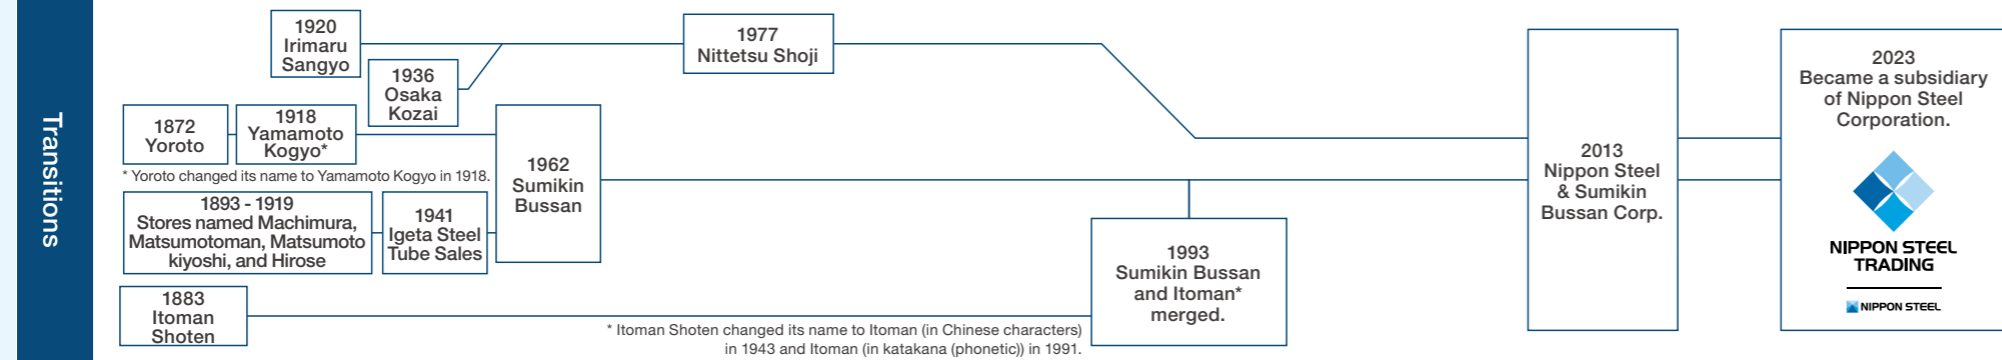 Transitions
1920
Irimaru
Sangyo
1936
Osaka
Kozai
1977
Nittetsu Shoji
1872
Yoroto
1918
Yamamoto
Kogyo*
* Yoroto changed its name to Yamamoto Kogyo in 1918.
1893 - 1919
Stores named Machimura,
Matsumotoman, Matsumoto
kiyoshi, and Hirose
1941
Igeta Steel
Tube Sales
1962
Sumikin
Bussan
1883
Itoman
Shoten
* Itoman Shoten changed its name to Itoman (in Chinese characters)
in 1943 and Itoman (in katakana (phonetic)) in 1991.
1993
Sumikin Bussan
and Itoman*
merged.
2013
Nippon Steel
& Sumikin
Bussan Corp.
2023
Became a subsidiary
of Nippon Steel
Corporation.
NIPPON STEEL
TRADING
NIPPON STEEL